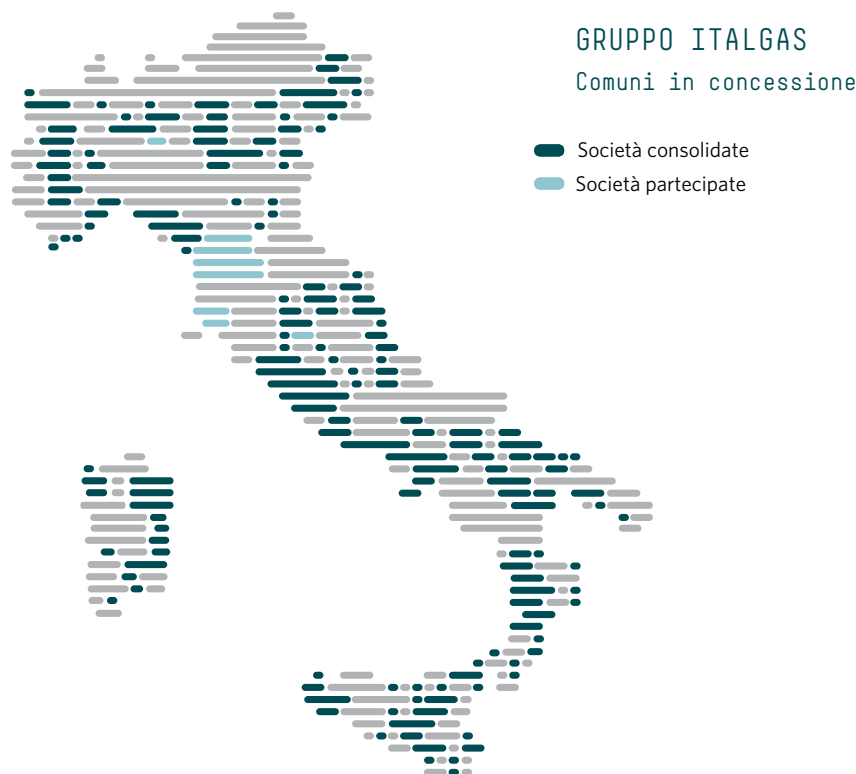 GRUPPO ITALGAS
Comuni in concessione
Società consolidate
Società partecipate